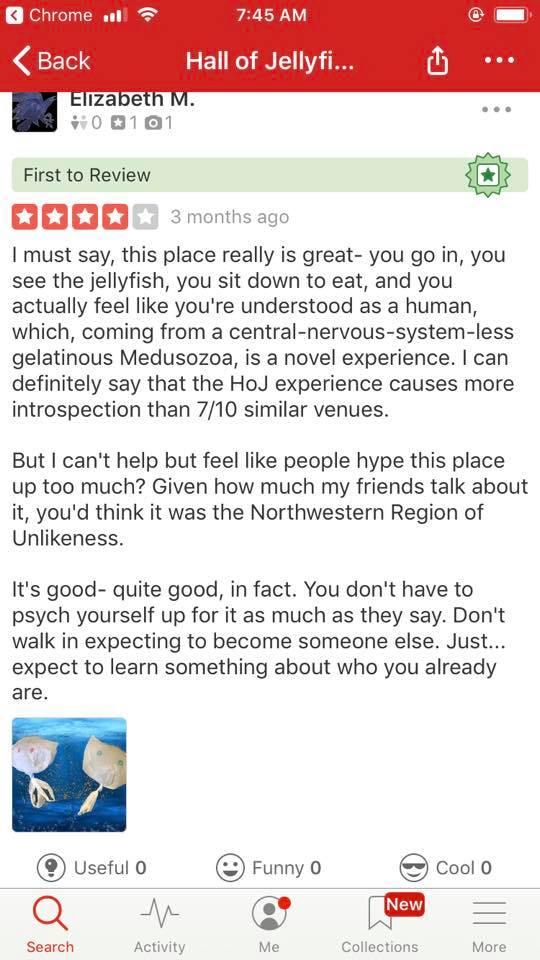 Chrome 7:45 AM
Back Hall of Jellyfi...
Elizabeth M.
0 1 1
First to Review
3 months ago
I must say, this place really is great- you go in, you
see the jellyfish, you sit down to eat, and you
actually feel like you're understood as a human,
which, coming from a central-nervous-system-less
gelatinous Medusozoa, is a novel experience. I can
definitely say that the HoJ experience causes more
introspection than 7/10 similar venues.
But I can't help but feel like people hype this place
up too much? Given how much my friends talk about
it, you'd think it was the Northwestern Region of
Unlikeness.
It's good- quite good, in fact. You don't have to
psych yourself up for it as much as they say. Don't
walk in expecting to become someone else. Just...
expect to learn something about who you already
are.
Useful 0 Funny 0 Cool 0
New
Search Activity Me Collections More